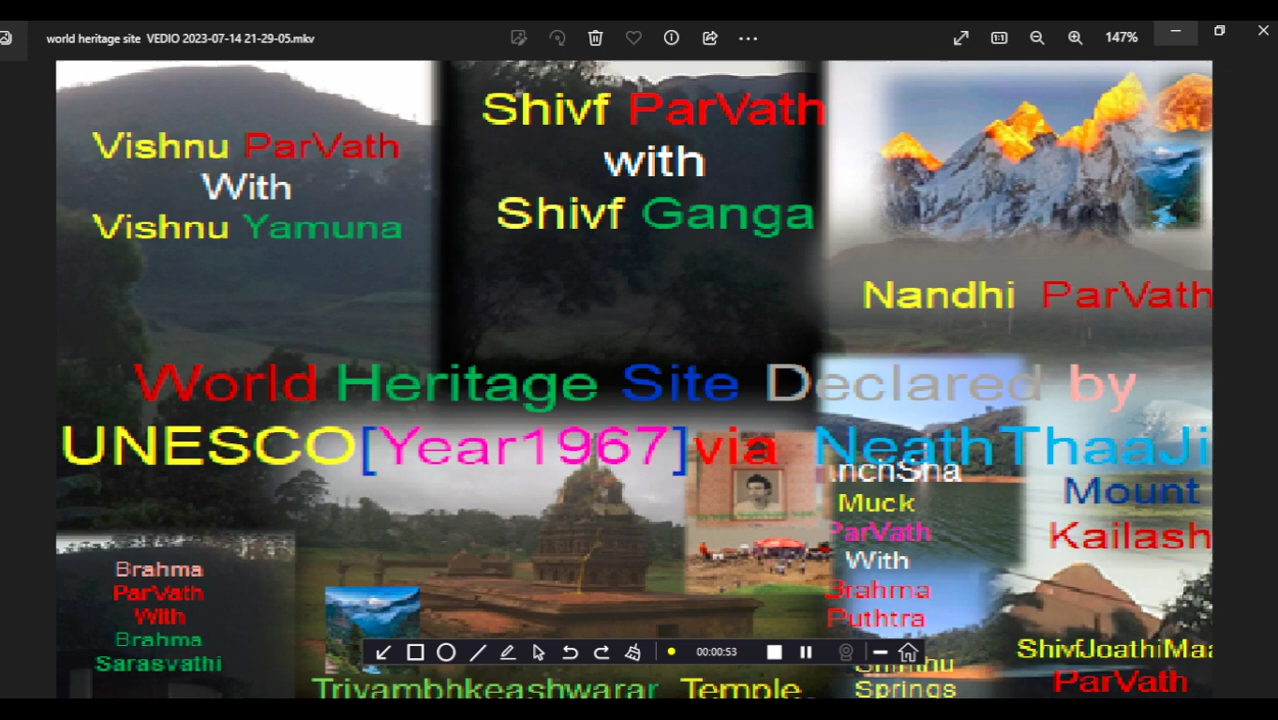 world heritage site VEDIO 2023-07-14 21-29-05.mkv
147%
Vishnu ParVath
With
Vishnu Yamuna
Shivf ParVath
with
Shivf Ganga
Nandhi ParVath
World Heritage Site Declared by
UNESCO[Year1967]via NeathThaaJi
Muck
ParVath
With
Brahma
Puthtra
Mount
Kailash
Brahma
ParVath
With
Brahma
Sarasvathi
00:00:53
ShivfJoathiMaa
ParVath
Springs
Trivambhkeashwarar Temple.